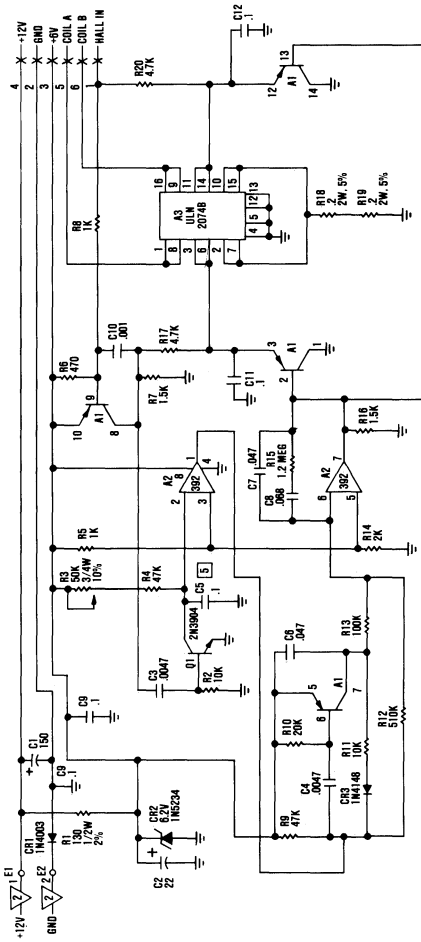 +12V
2
1
E1
GND
2
2
E2
CR1
1N4003
R1
130
1/2W
2%
C1
150
+
C9
.1
C9
.1
+
C2
22
CR2
6.2V
1N5234
R3
50K
3/4W
10%
R4
47K
R5
1K
C3
.0047
Q1
2N3904
R2
10K
C5
.1
5
A2
392
2
3
8
1
4
R6
470
10
9
8
A1
C10
.001
R7
1.5K
R17
4.7K
R8
1K
4
+12V
2
GND
3
+6V
5
COIL A
6
COIL B
1
HALL IN
R20
4.7K
C12
.1
12
13
14
A1
A3
ULN
2074B
1
8
3
6
2
7
16
9
11
14
10
15
4
5
12
13
R18
.2
2W, 5%
R19
.2
2W, 5%
C11
.1
3
2
1
A1
C7
.047
R15
1.2 MEG
C8
.068
A2
392
6
5
7
R16
1.5K
R14
2K
R9
47K
R10
20K
C4
.0047
5
6
7
A1
C6
.047
R11
10K
CR3
1N4148
R13
100K
R12
510K